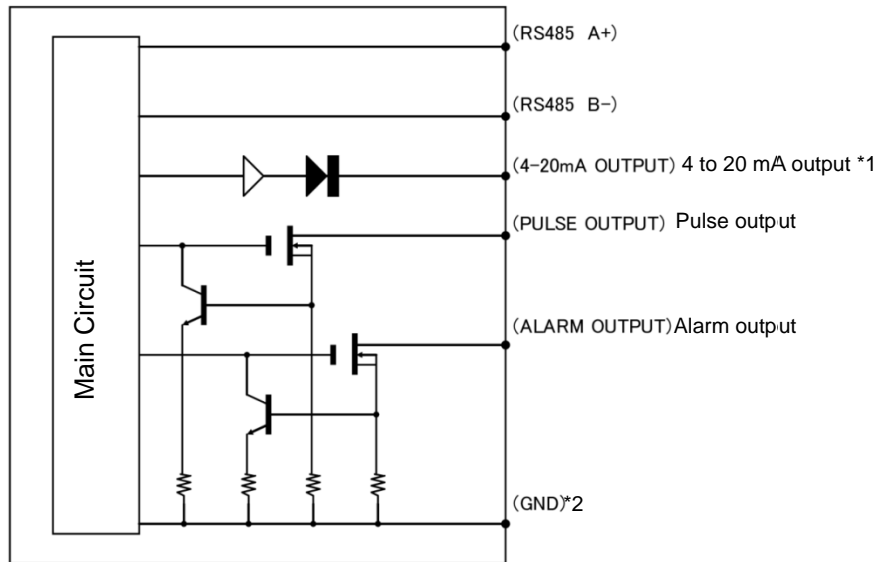 (RS485 A+)
(RS485 B-)
(4-20mA OUTPUT) 4 to 20 mA output *1
(PULSE OUTPUT) Pulse output
(ALARM OUTPUT) Alarm output
Main Circuit
(GND)*2